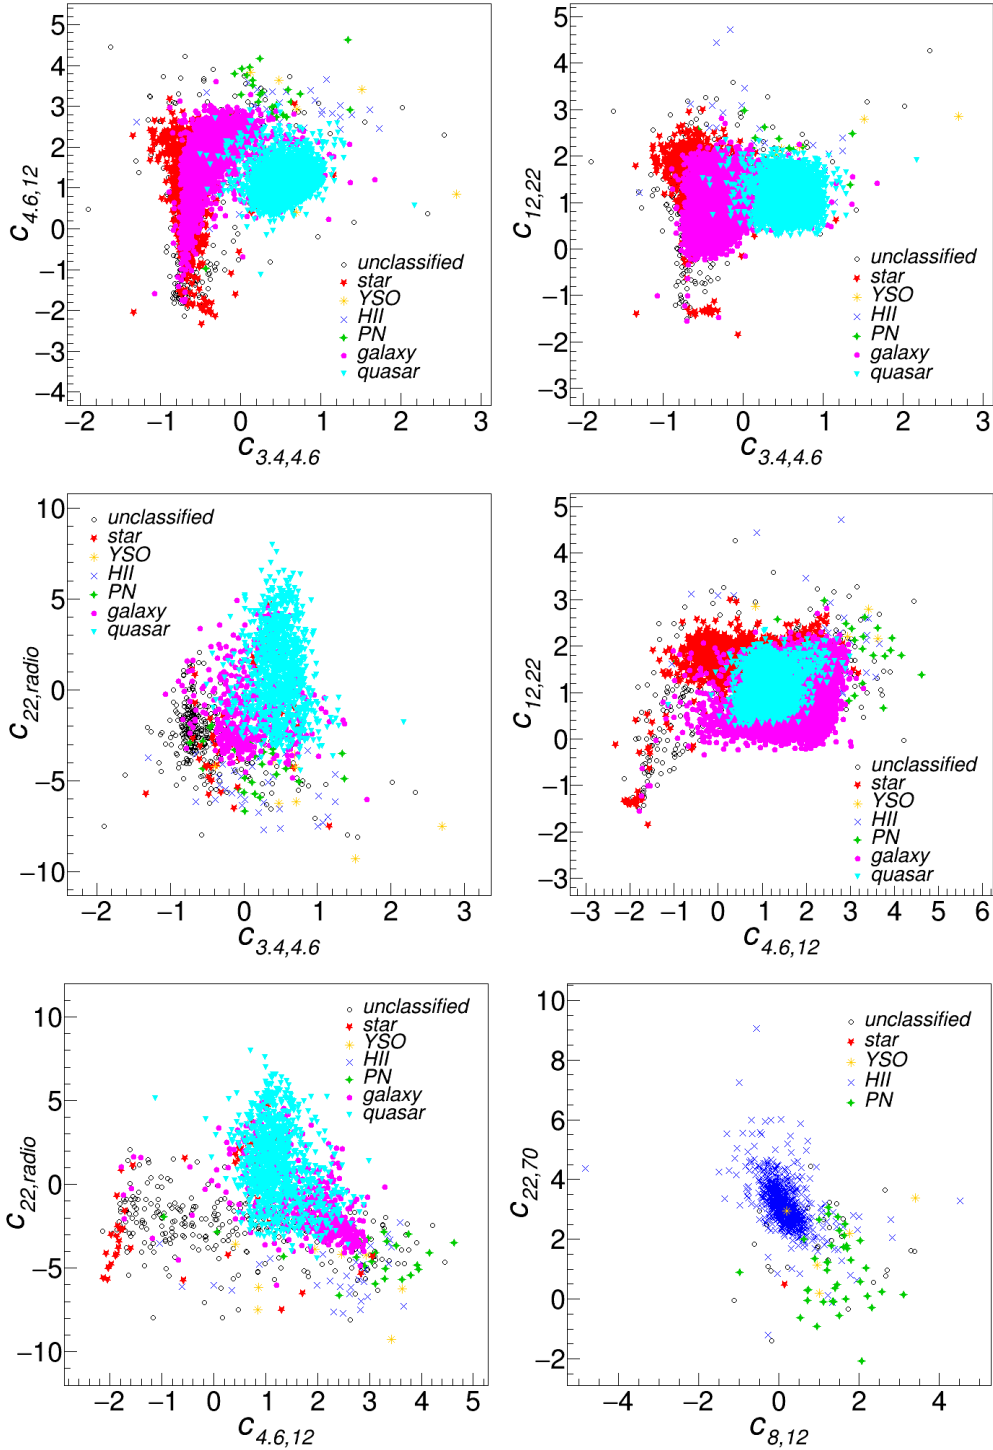 5
4
3
2
1
0
−1
−2
−3
−4
c4.6,12
unclassified
star
YSO
HII
PN
galaxy
quasar
−2 −1 0 1 2 3
c3.4,4.6
5
4
3
2
1
0
−1
−2
−3
c12,22
unclassified
star
YSO
HII
PN
galaxy
quasar
−2 −1 0 1 2 3
c3.4,4.6
10
5
0
−5
−10
c22,radio
unclassified
star
YSO
HII
PN
galaxy
quasar
−2 −1 0 1 2 3
c3.4,4.6
5
4
3
2
1
0
−1
−2
−3
c12,22
unclassified
star
YSO
HII
PN
galaxy
quasar
−3 −2 −1 0 1 2 3 4 5 6
c4.6,12
10
5
0
−5
−10
c22,radio
unclassified
star
YSO
HII
PN
galaxy
quasar
−2 −1 0 1 2 3 4 5
c4.6,12
10
8
6
4
2
0
−2
c22,70
unclassified
star
YSO
HII
PN
−4 −2 0 2 4
c8,12